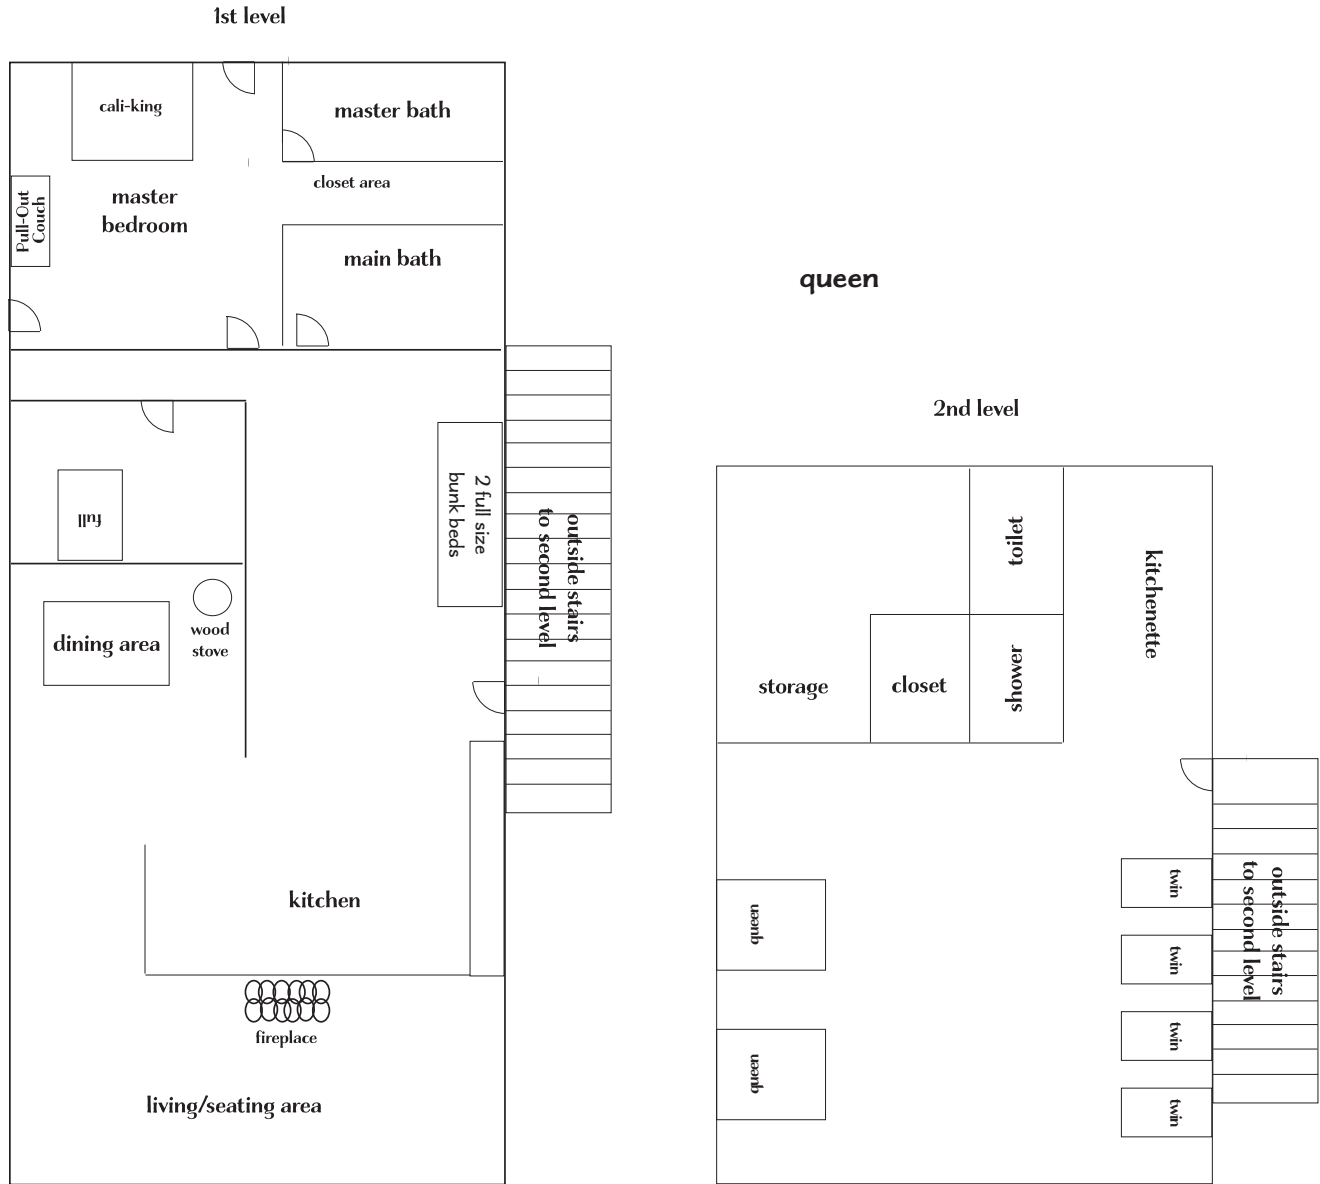 1st level
cali-king
master bath
closet area
Pull-Out
Couch
master
bedroom
main bath
full
2 full size
bunk beds
outside stairs
to second level
dining area
wood
stove
kitchen
fireplace
living/seating area
queen
2nd level
toilet
kitchenette
storage
closet
shower
queen
queen
twin
twin
twin
twin
outside stairs
to second level